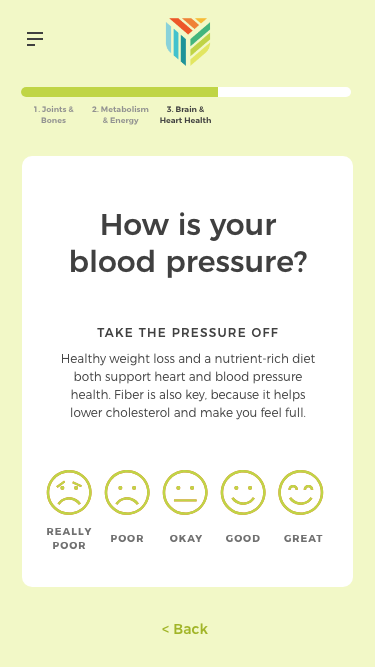 1. Joints &
Bones
2. Metabolism
& Energy
3. Brain &
Heart Health
How is your
blood pressure?
TAKE THE PRESSURE OFF
Healthy weight loss and a nutrient-rich diet
both support heart and blood pressure
health. Fiber is also key, because it helps
lower cholesterol and make you feel full.
REALLY
POOR
POOR
OKAY
GOOD
GREAT
< Back